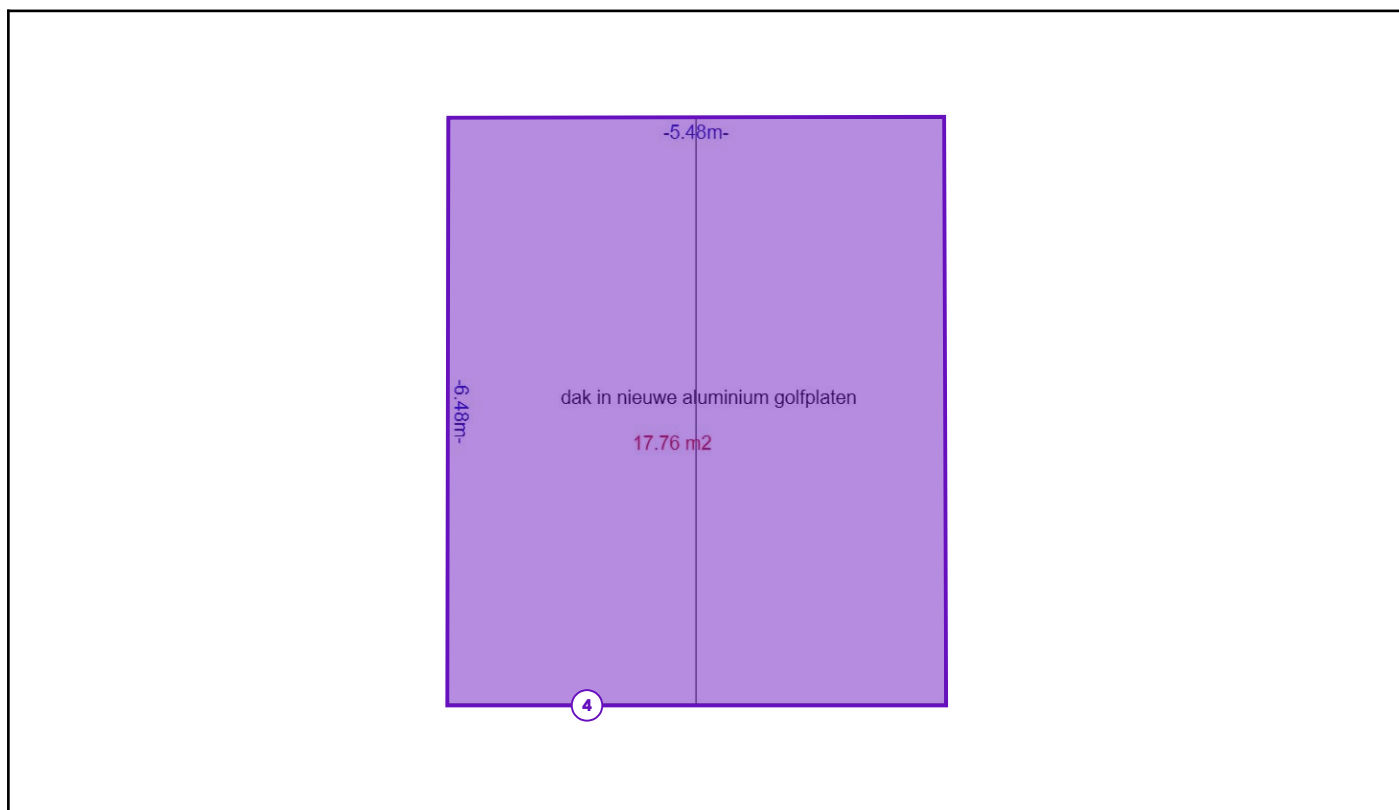 -5.48m-
-6.48m-
dak in nieuwe aluminium golfplaten
17.76 m2
4